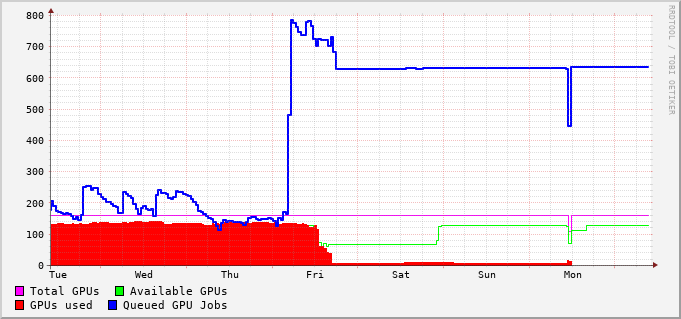 800
700
600
500
400
300
200
100
0
Tue Wed Thu Fri Sat Sun Mon
Total GPUs Available GPUs
GPUs used Queued GPU Jobs
RRDTOOL / TOBI OETIKER